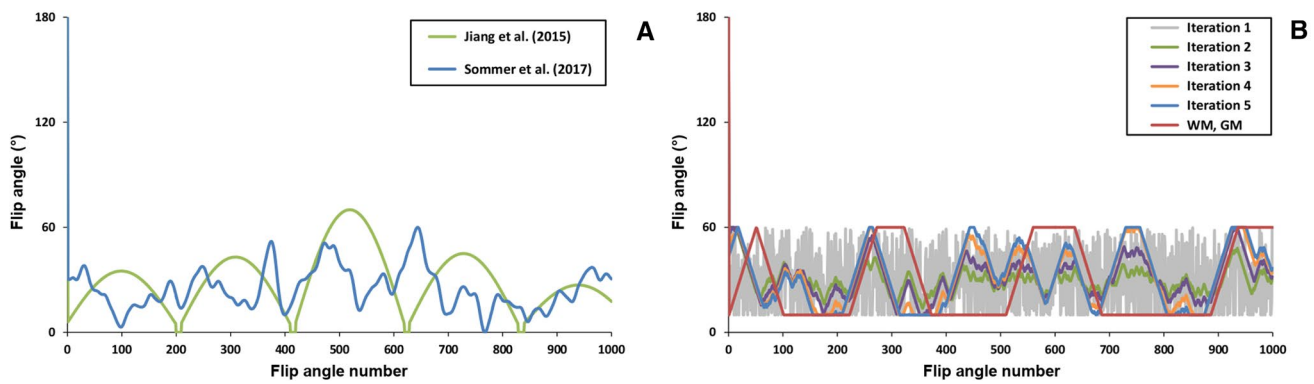 180
120
60
0
Flip angle (°)
0 100 200 300 400 500 600 700 800 900 1000
Flip angle number
Jiang et al. (2015)
Sommer et al. (2017)
A
180
120
60
0
Flip angle (°)
0 100 200 300 400 500 600 700 800 900 1000
Flip angle number
Iteration 1
Iteration 2
Iteration 3
Iteration 4
Iteration 5
WM, GM
B